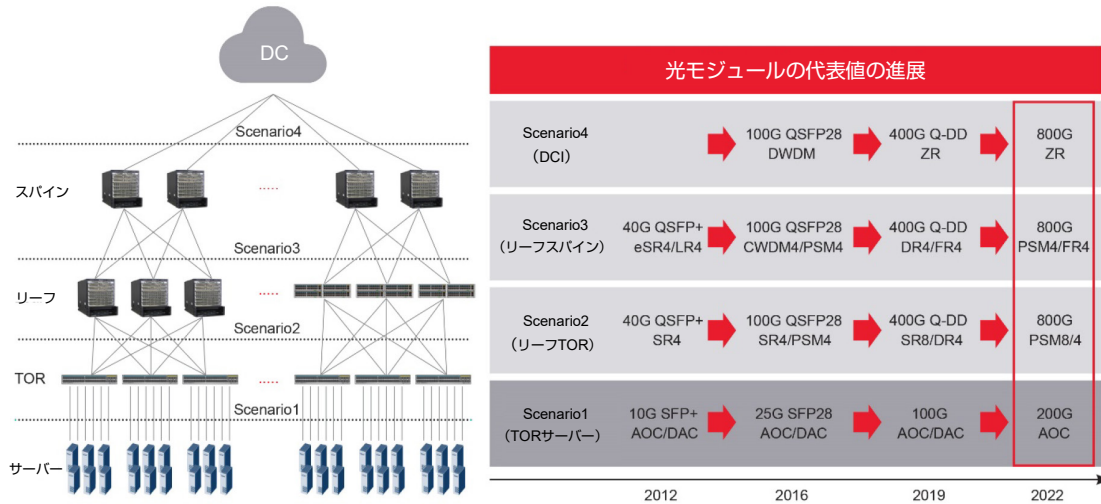 DC
Scenario4
スパイン
.....
Scenario3
リーフ
.....
Scenario2
TOR
.....
Scenario1
サーバー
.....
光モジュールの代表値の進展
Scenario4
（DCI）
100G QSFP28
DWDM
400G Q-DD
ZR
800G
ZR
Scenario3
（リーフスパイン）
40G QSFP+
eSR4/LR4
100G QSFP28
CWDM4/PSM4
400G Q-DD
DR4/FR4
800G
PSM4/FR4
Scenario2
（リーフTOR）
40G QSFP+
SR4
100G QSFP28
SR4/PSM4
400G Q-DD
SR8/DR4
800G
PSM8/4
Scenario1
（TORサーバー）
10G SFP+
AOC/DAC
25G SFP28
AOC/DAC
100G
AOC/DAC
200G
AOC
2012
2016
2019
2022